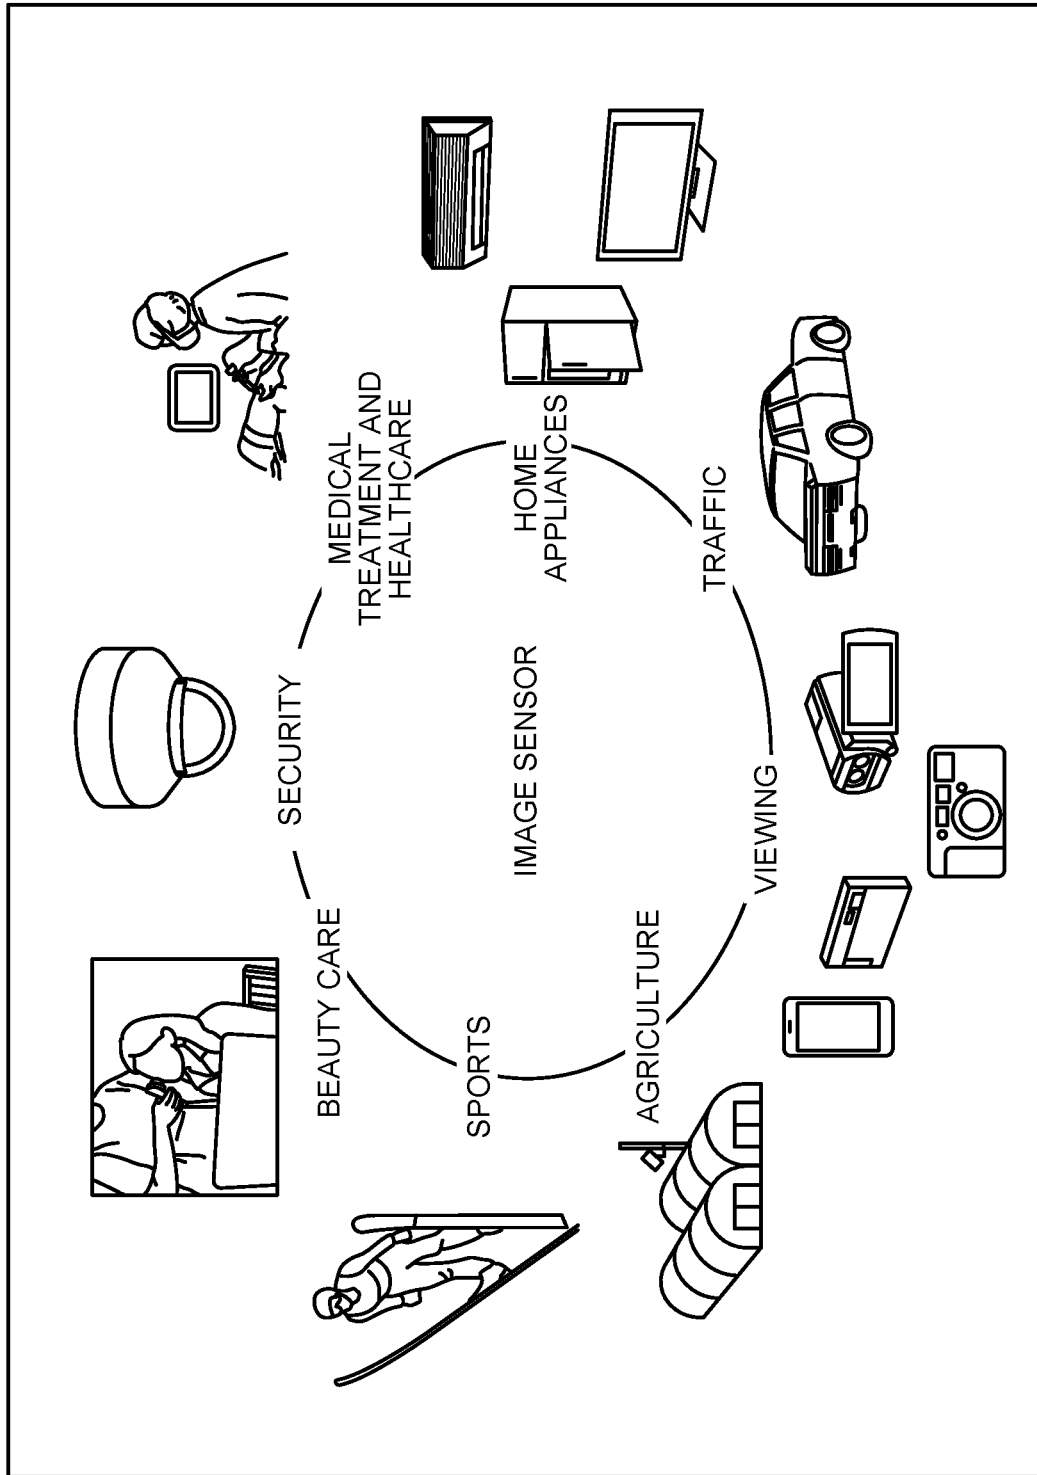 SECURITY
BEAUTY CARE
MEDICAL
TREATMENT AND
HEALTHCARE
SPORTS
IMAGE SENSOR
HOME
APPLIANCES
AGRICULTURE
TRAFFIC
VIEWING